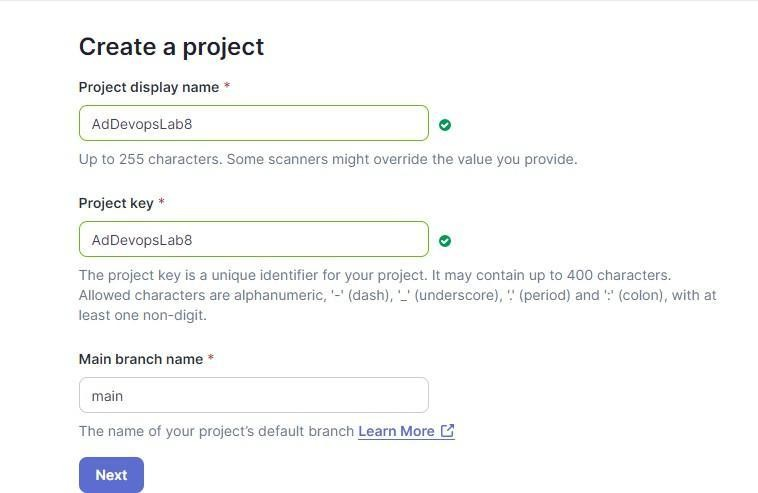 Create a project
Project display name *
AdDevopsLab8
Up to 255 characters. Some scanners might override the value you provide.
Project key *
AdDevopsLab8
The project key is a unique identifier for your project. It may contain up to 400 characters.
Allowed characters are alphanumeric, '-' (dash), '_' (underscore), '.' (period) and ':' (colon), with at
least one non-digit.
Main branch name *
main
The name of your project's default branch Learn More
Next